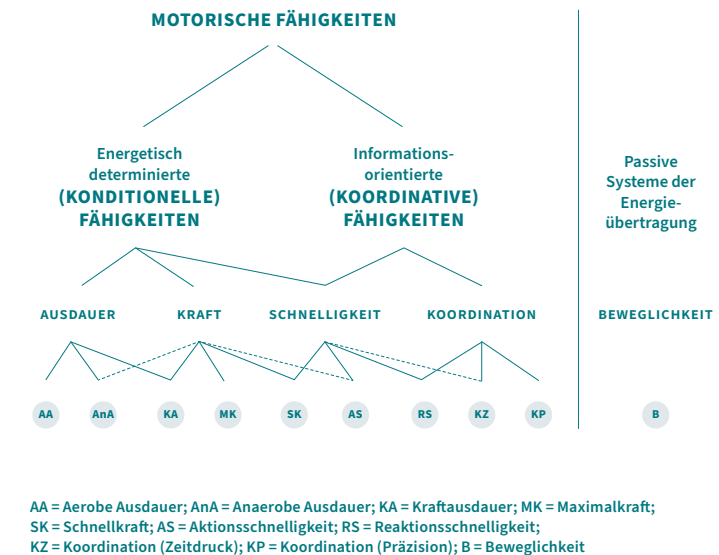 MOTORISCHE FÄHIGKEITEN
Energetisch
determinierte
(KONDITIONELLE)
FÄHIGKEITEN
Informations-
orientierte
(KOORDINATIVE)
FÄHIGKEITEN
Passive
Systeme der
Energie-
übertragung
AUSDAUER KRAFT SCHNELLIGKEIT KOORDINATION BEWEGLICHKEIT
AA AnA KA MK SK AS RS KZ KP B
AA = Aerobe Ausdauer; AnA = Anaerobe Ausdauer; KA = Kraftausdauer; MK = Maximalkraft;
SK = Schnellkraft; AS = Aktionsschnelligkeit; RS = Reaktionsschnelligkeit;
KZ = Koordination (Zeitdruck); KP = Koordination (Präzision); B = Beweglichkeit